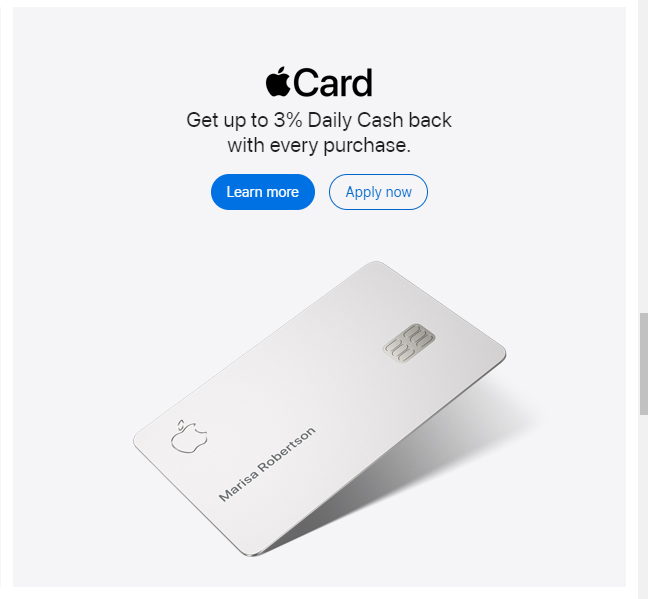 Card
Get up to 3% Daily Cash back
with every purchase.
Learn more
Apply now
Marisa Robertson